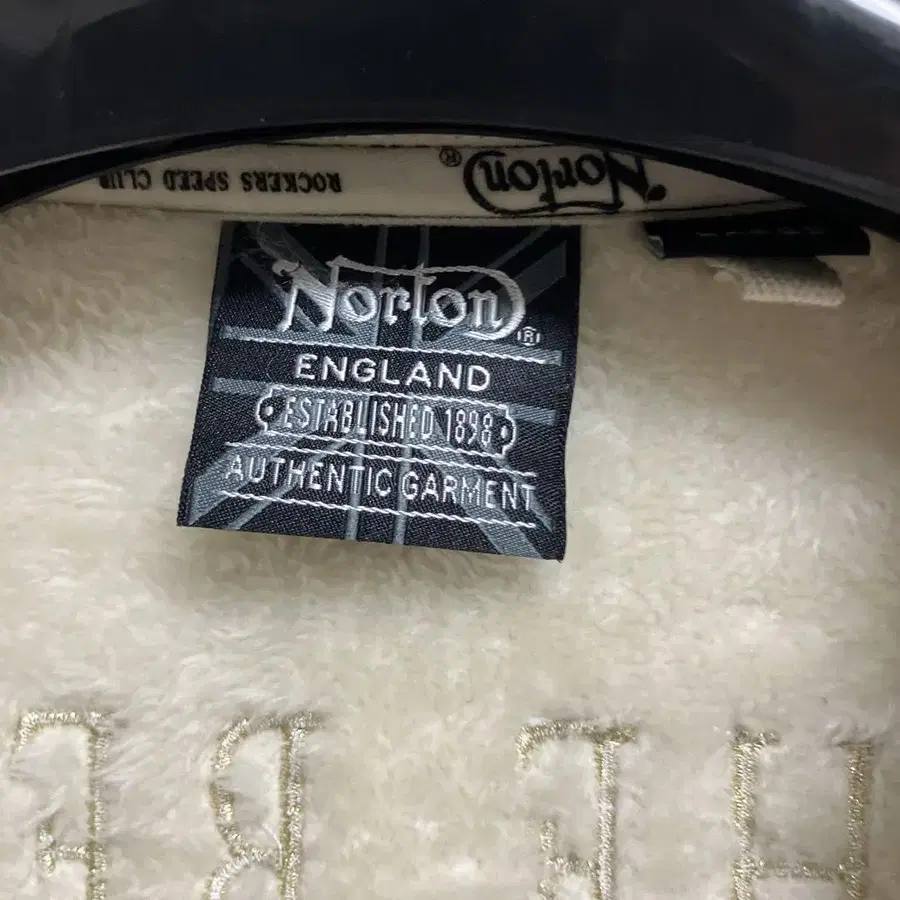 Norton®
ROCKERS SPEED CLUB
Norton®
ENGLAND
ESTABLISHED 1898
AUTHENTIC GARMENT